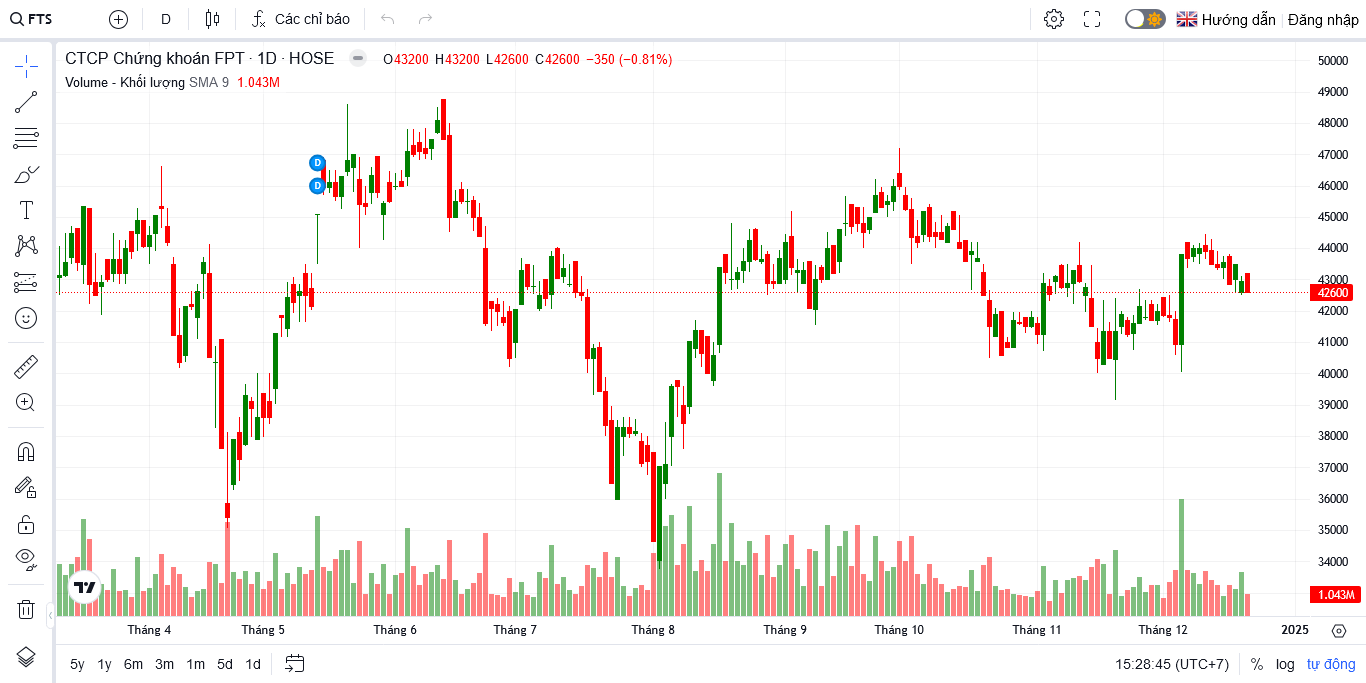 FTS D Các chỉ báo Hướng dẫn Đăng nhập
CTCP Chứng khoán FPT · 1D · HOSE O43200 H43200 L42600 C42600 −350 (−0.81%)
Volume - Khối lượng SMA 9 1.043M
50000
49000
48000
47000
46000
45000
44000
43000
42600
42000
41000
40000
39000
38000
37000
36000
35000
34000
1.043M
D
D
Tháng 4 Tháng 5 Tháng 6 Tháng 7 Tháng 8 Tháng 9 Tháng 10 Tháng 11 Tháng 12 2025
5y 1y 6m 3m 1m 5d 1d 15:28:45 (UTC+7) % log tự động